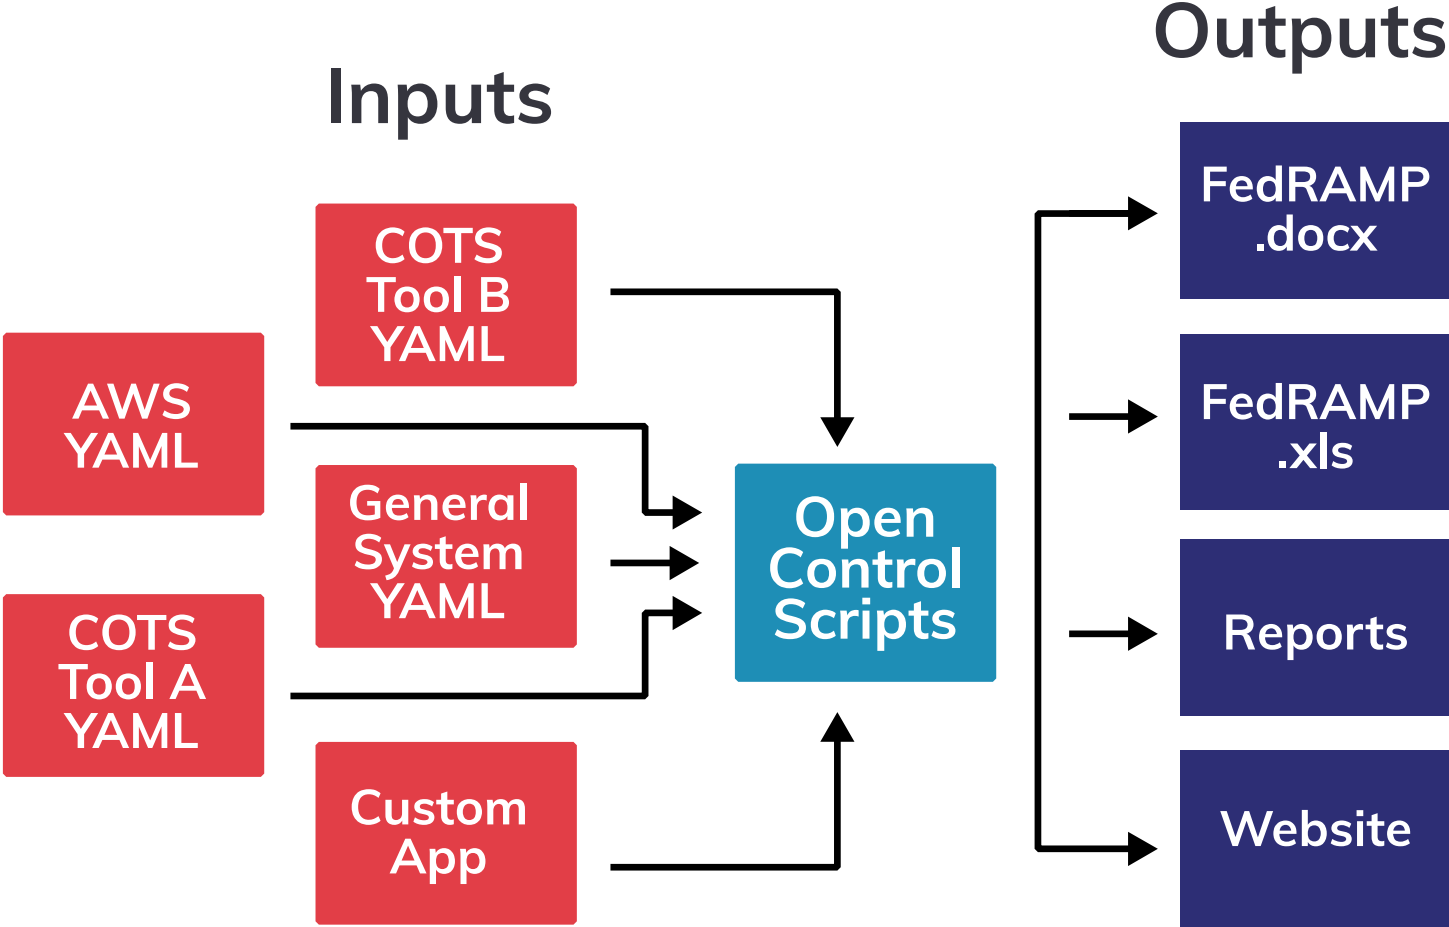 Inputs
Outputs
AWS
YAML
COTS
Tool A
YAML
COTS
Tool B
YAML
General
System
YAML
Custom
App
Open
Control
Scripts
FedRAMP
.docx
FedRAMP
.xls
Reports
Website